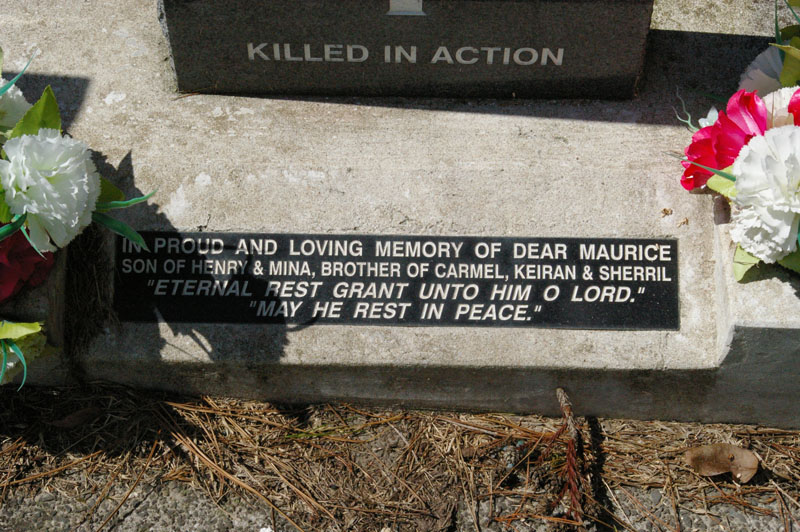 KILLED IN ACTION
IN PROUD AND LOVING MEMORY OF DEAR MAURICE
SON OF HENRY & MINA, BROTHER OF CARMEL, KEIRAN & SHERRIL
"ETERNAL REST GRANT UNTO HIM O LORD."
"MAY HE REST IN PEACE."